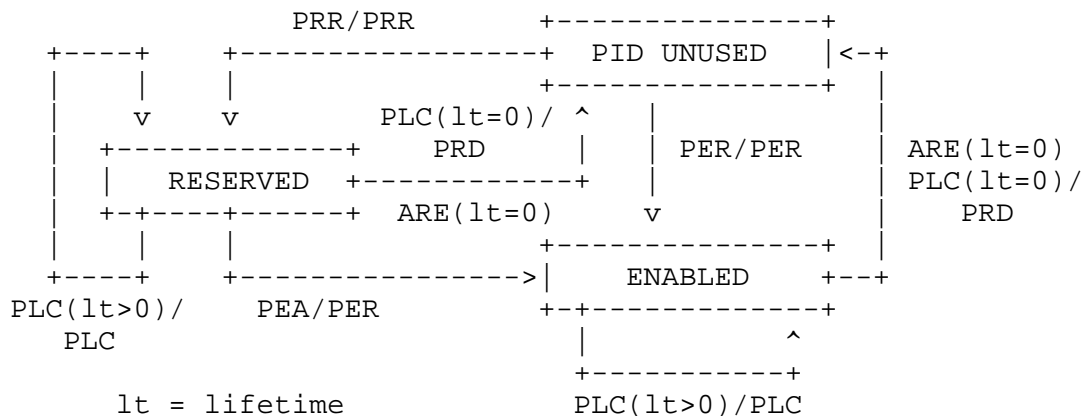 PRR/PRR
PID UNUSED
PLC(lt=0)/
PRD PER/PER ARE(lt=0)
RESERVED PLC(lt=0)/
ARE(lt=0) PRD
ENABLED
PLC(lt>0)/ PEA/PER
PLC
lt = lifetime PLC(lt>0)/PLC